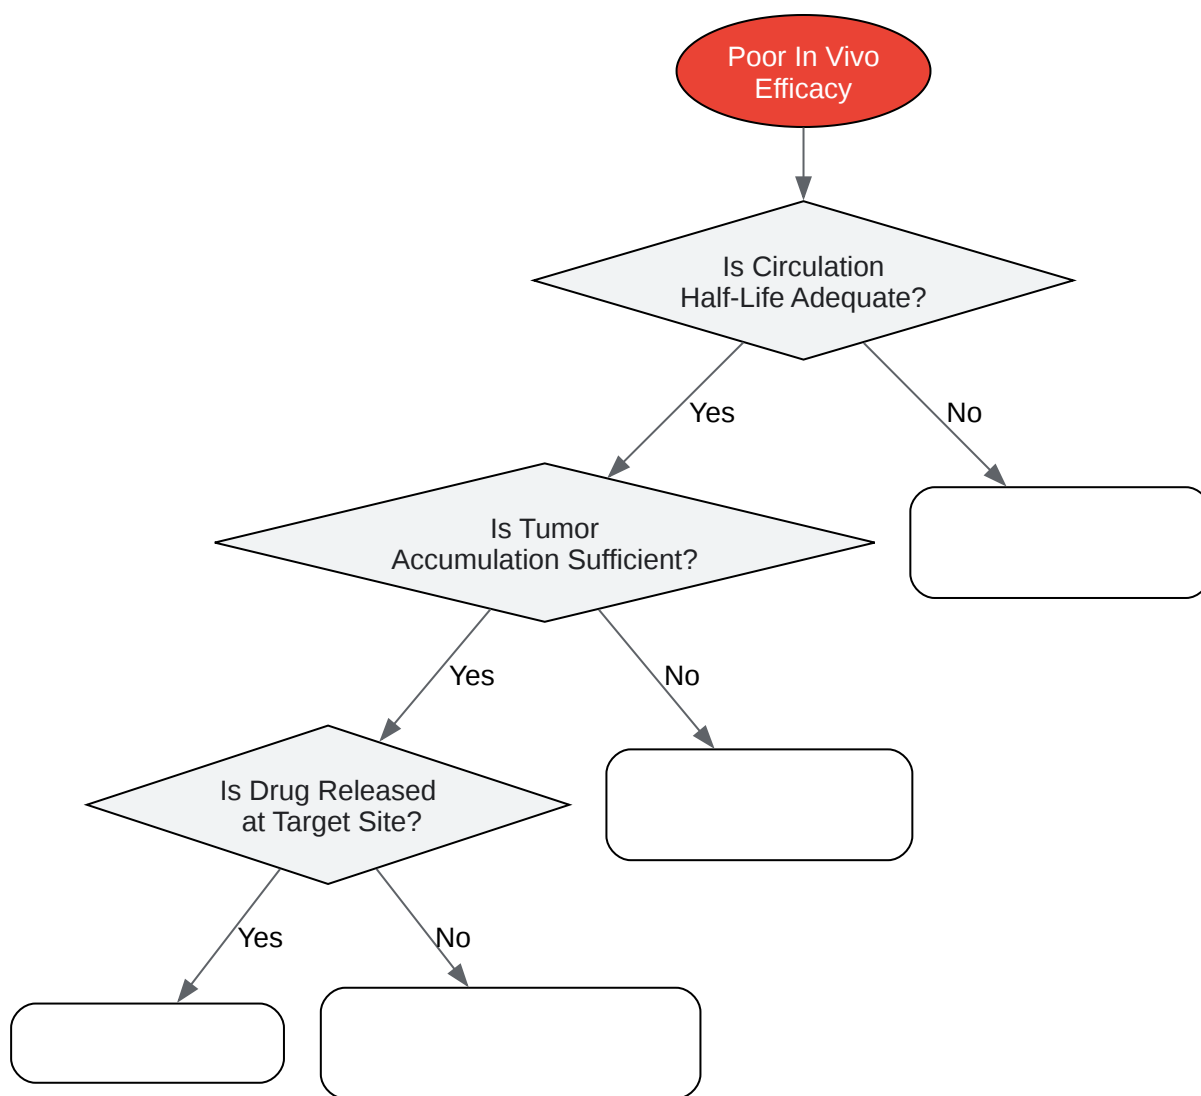 Poor In Vivo
Efficacy
Is Circulation
Half-Life Adequate?
Yes
No
Is Tumor
Accumulation Sufficient?
Yes
No
Is Drug Released
at Target Site?
Yes
No